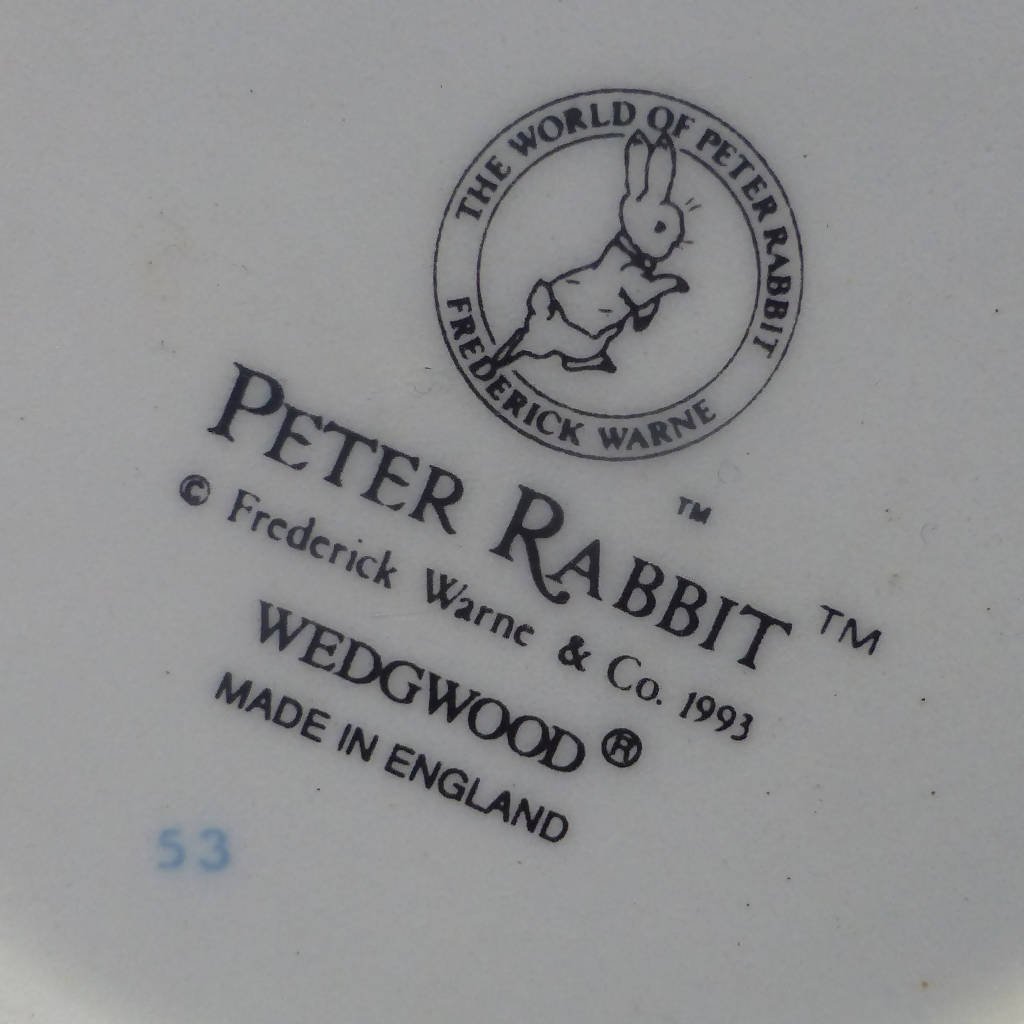 THE WORLD OF PETER RABBIT
FREDERICK WARNE
TM
PETER RABBIT TM
© Frederick Warne & Co. 1993
WEDGWOOD ®
MADE IN ENGLAND
53